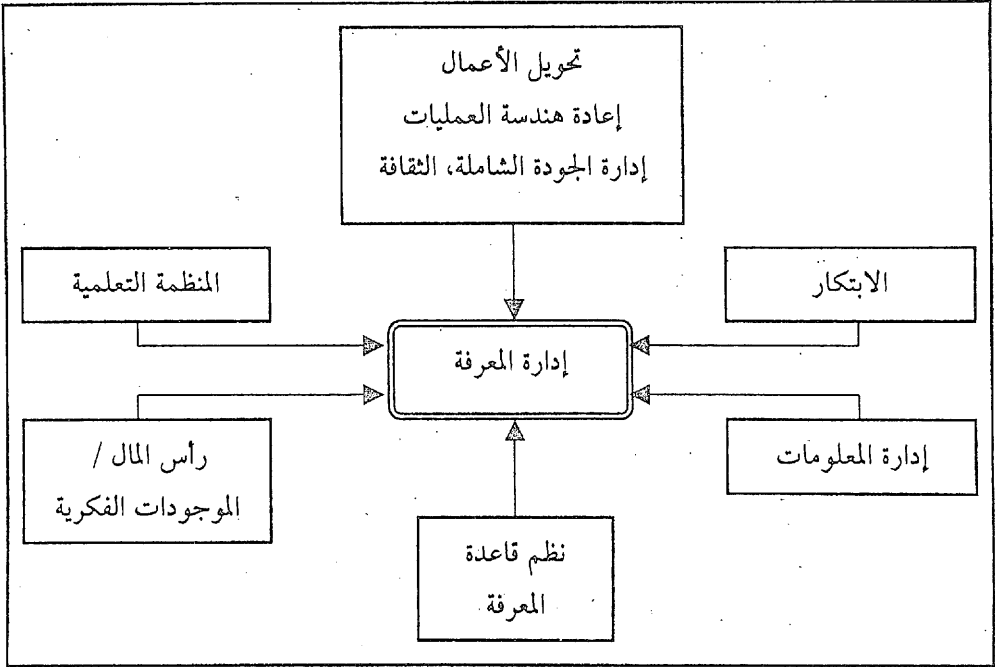 تحويل الأعمال
إعادة هندسة العمليات
إدارة الجودة الشاملة، الثقافة
الابتكار
المنظمة التعلمية
إدارة المعرفة
إدارة المعلومات
رأس المال /
الموجودات الفكرية
نظم قاعدة
المعرفة